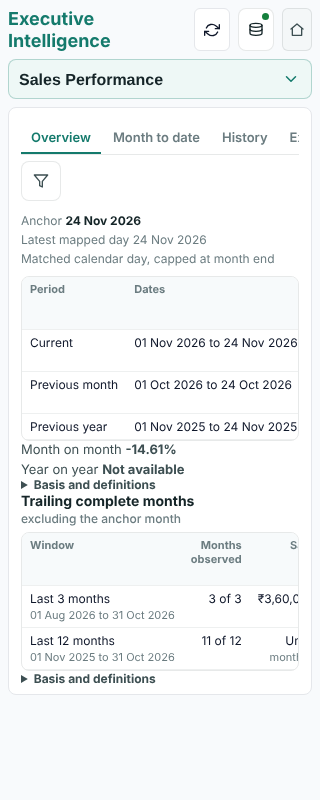 Executive
Intelligence
Sales Performance
Overview Month to date History
Anchor 24 Nov 2026
Latest mapped day 24 Nov 2026
Matched calendar day, capped at month end
Period Dates
Current 01 Nov 2026 to 24 Nov 2026
Previous month 01 Oct 2026 to 24 Oct 2026
Previous year 01 Nov 2025 to 24 Nov 2025
Month on month -14.61%
Year on year Not available
Basis and definitions
Trailing complete months
excluding the anchor month
Window Months
observed
Last 3 months 3 of 3 ₹3,60,0
01 Aug 2026 to 31 Oct 2026
Last 12 months 11 of 12
01 Nov 2025 to 31 Oct 2026
Basis and definitions